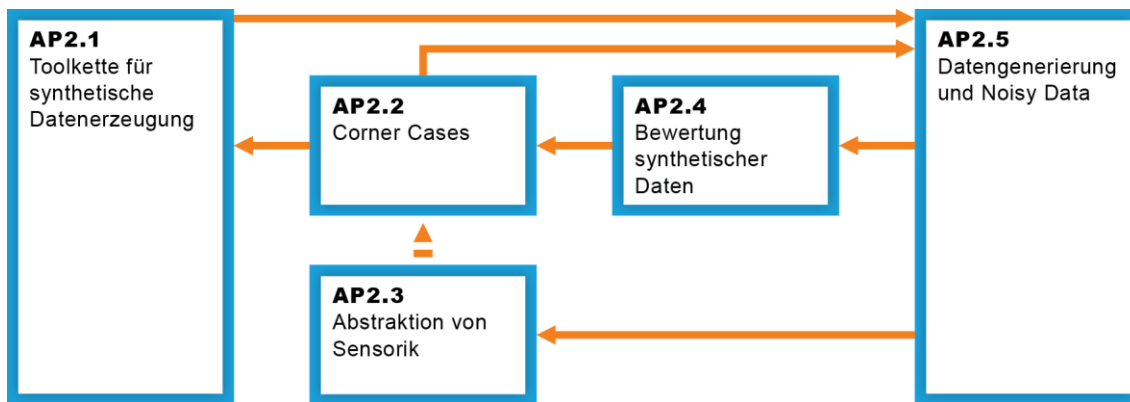 AP2.1
Toolkette für
synthetische
Datenerzeugung
AP2.2
Corner Cases
AP2.3
Abstraktion von
Sensorik
AP2.4
Bewertung
synthetischer
Daten
AP2.5
Datengenerierung
und Noisy Data